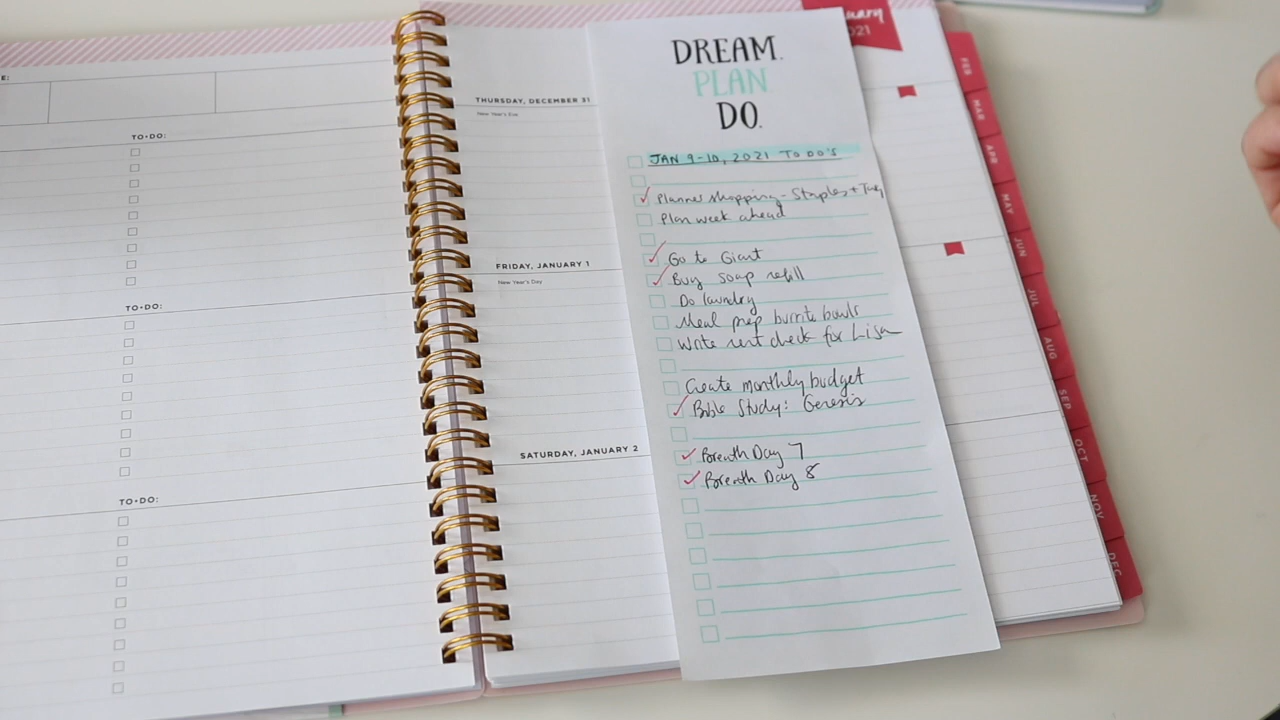 E:
TO-DO:
TO-DO:
TO-DO:
THURSDAY, DECEMBER 31
New Year's Eve
FRIDAY, JANUARY 1
New Year's Day
SATURDAY, JANUARY 2
DREAM.
PLAN.
DO.
JAN 9-10, 2021 TO DO'S
Planner shopping - Staples +
Plan week ahead
Go to Giant
Buy soap refill
Do laundry
Meal prep burrito bowls
Write rent check for Lisa
Create monthly budget
Bible Study: Genesis
Breath Day 7
Breath Day 8
uary
021
FEB
MAR
APR
MAY
JUN
JUL
AUG
SEP
OCT
NOV
DEC